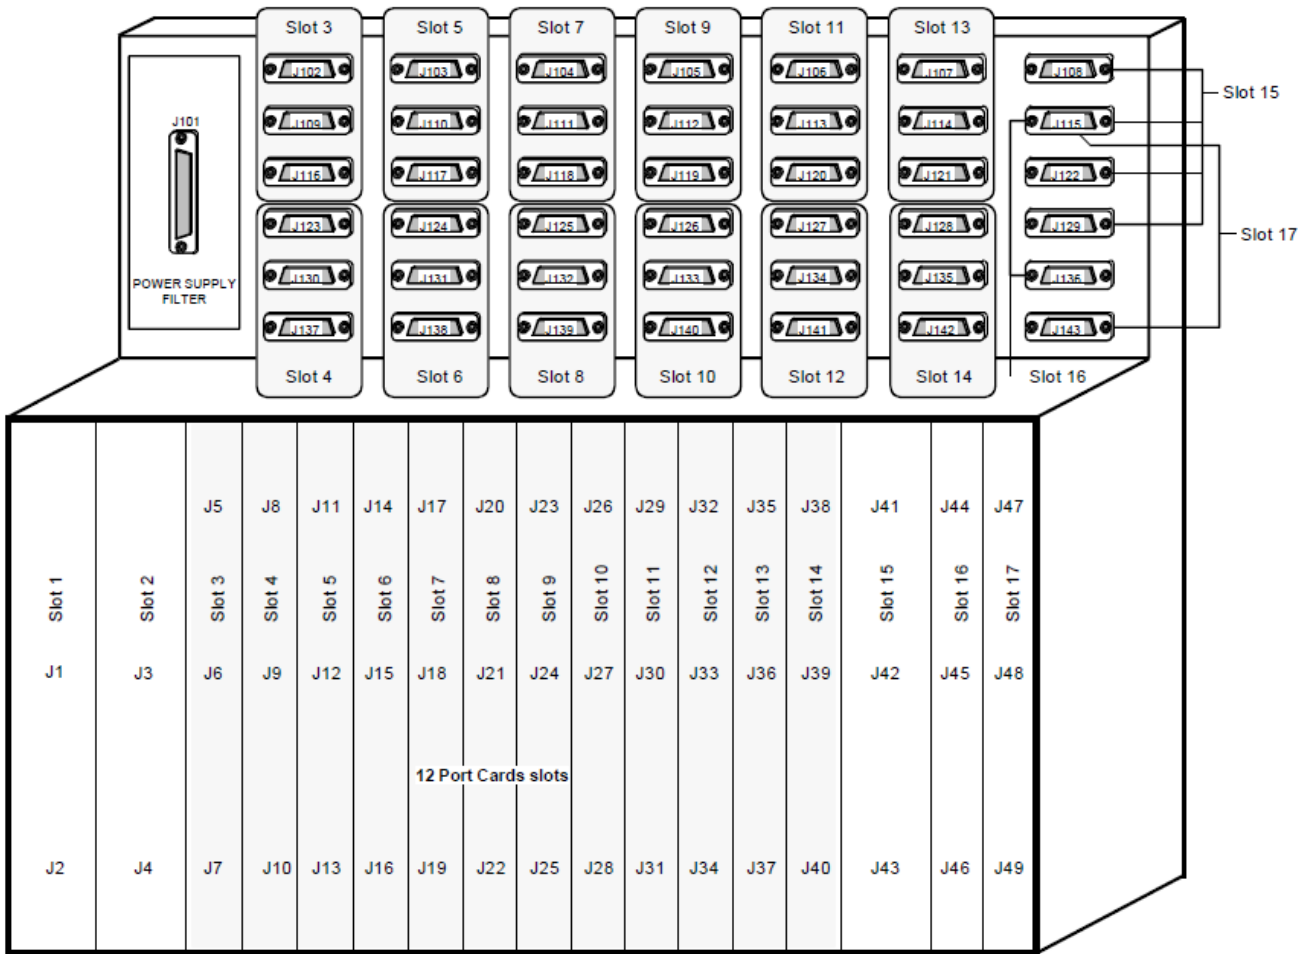 Slot 3 Slot 5 Slot 7 Slot 9 Slot 11 Slot 13
J102 J103 J104 J105 J106 J107 J108
Slot 15
J101
J109 J110 J111 J112 J113 J114 J115
J116 J117 J118 J119 J120 J121 J122
J123 J124 J125 J126 J127 J128 J129
Slot 17
J130 J131 J132 J133 J134 J135 J136
POWER SUPPLY
FILTER
J137 J138 J139 J140 J141 J142 J143
Slot 4 Slot 6 Slot 8 Slot 10 Slot 12 Slot 14 Slot 16
J5 J8 J11 J14 J17 J20 J23 J26 J29 J32 J35 J38 J41 J44 J47
Slot 1 Slot 2 Slot 3 Slot 4 Slot 5 Slot 6 Slot 7 Slot 8 Slot 9 Slot 10 Slot 11 Slot 12 Slot 13 Slot 14 Slot 15 Slot 16 Slot 17
J1 J3 J6 J9 J12 J15 J18 J21 J24 J27 J30 J33 J36 J39 J42 J45 J48
12 Port Cards slots
J2 J4 J7 J10 J13 J16 J19 J22 J25 J28 J31 J34 J37 J40 J43 J46 J49